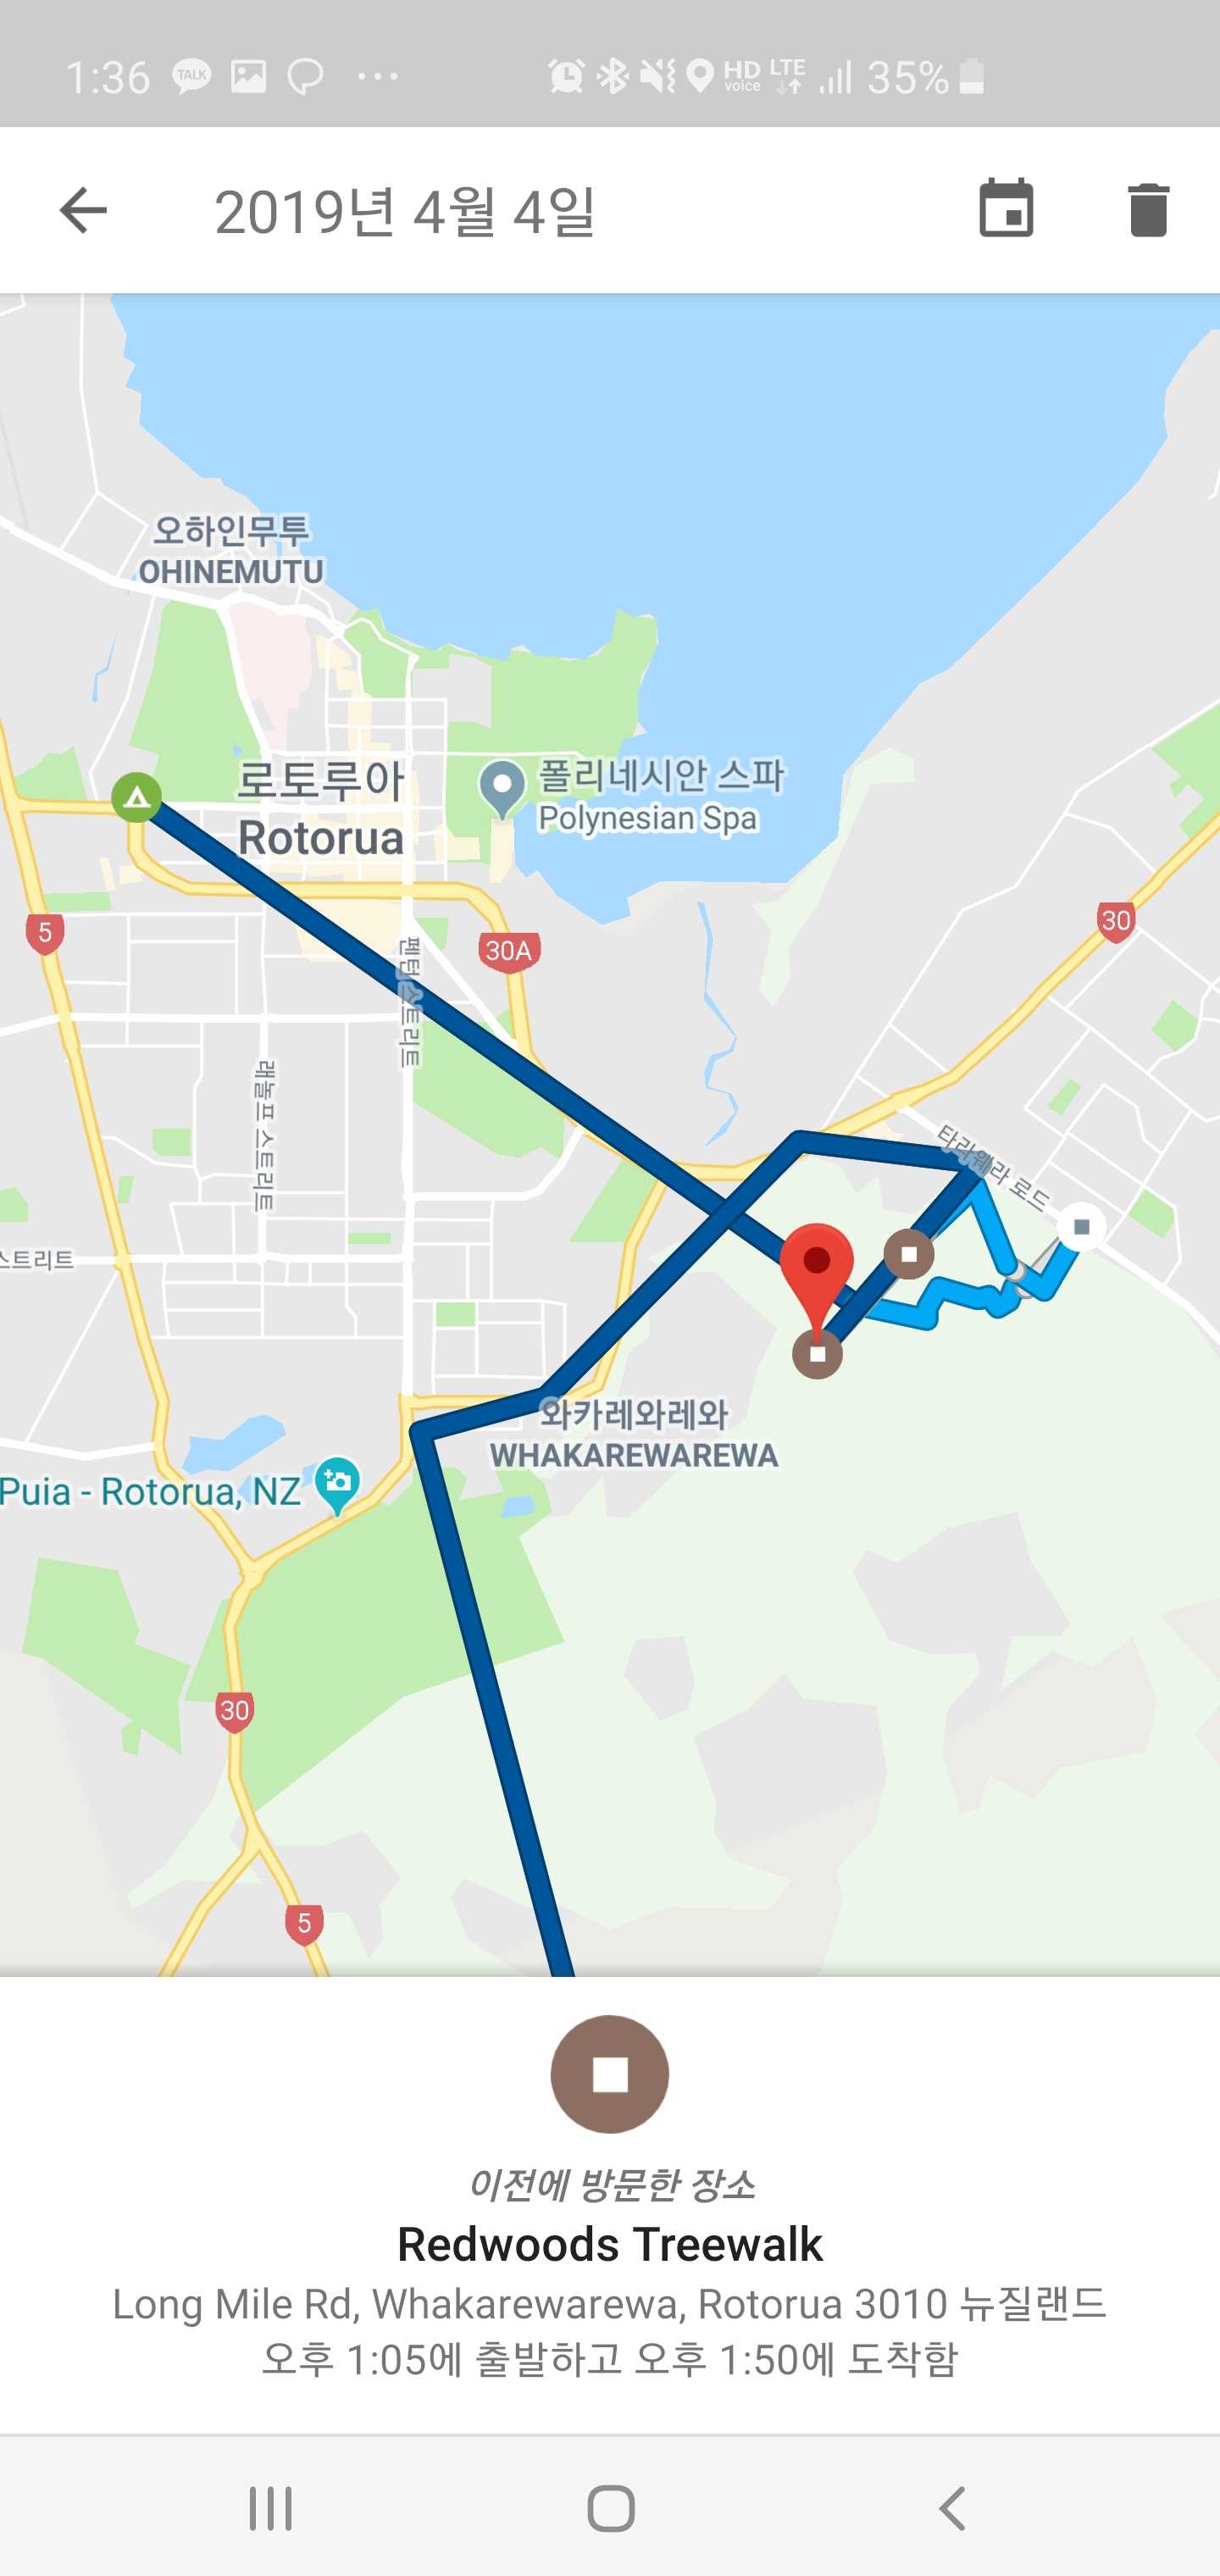 1:36 TALK HD voice LTE 35%
2019년 4월 4일
오하인무투
OHINEMUTU
로토루아
Rotorua
폴리네시안 스파
Polynesian Spa
5
30A
30
펜턴 스트리트
래놀프 스트리트
타라웨라 로드
스트리트
와카레와레와
WHAKAREWAREWA
Puia - Rotorua, NZ
30
5
이전에 방문한 장소
Redwoods Treewalk
Long Mile Rd, Whakarewarewa, Rotorua 3010 뉴질랜드
오후 1:05에 출발하고 오후 1:50에 도착함